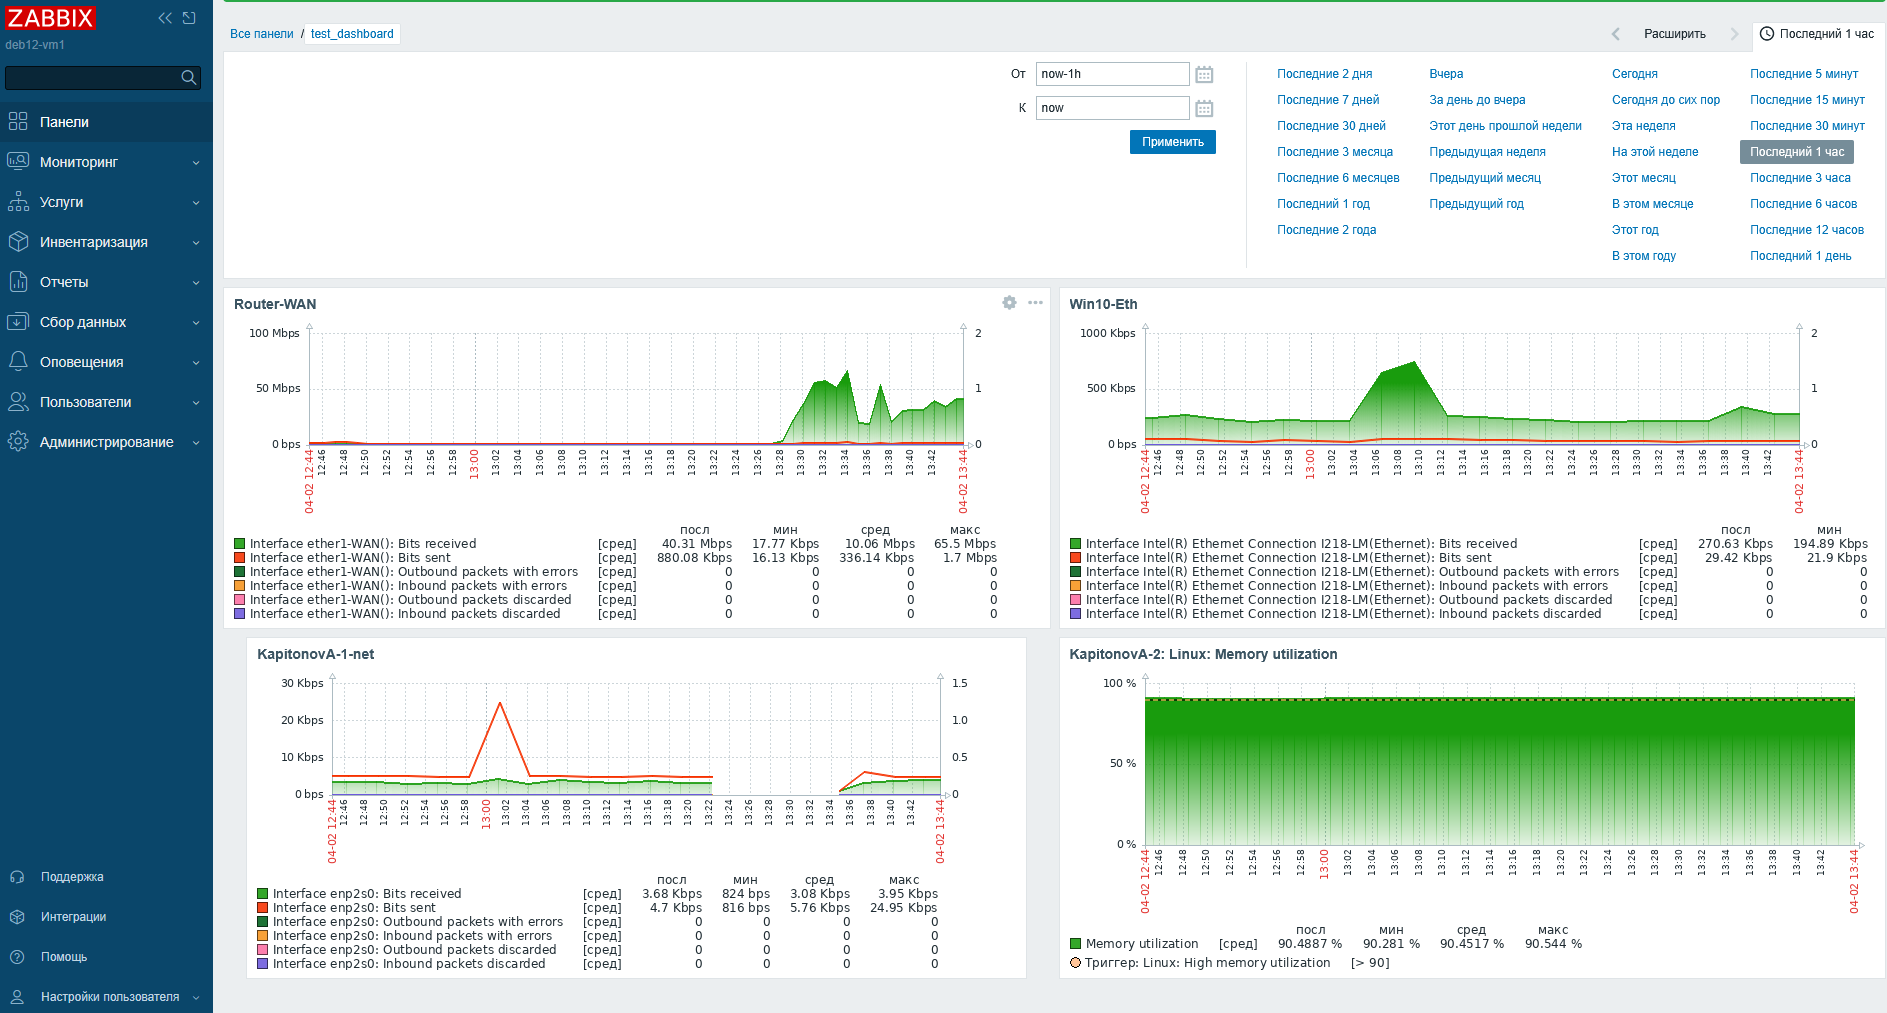 ZABBIX
deb12-vm1
Панели
Мониторинг
Услуги
Инвентаризация
Отчеты
Сбор данных
Оповещения
Пользователи
Администрирование
Поддержка
Интеграции
Помощь
Настройки пользователя
Все панели / test_dashboard
Расширить
Последний 1 час
От now-1h
К now
Применить
Последние 2 дня Вчера Сегодня Последние 5 минут
Последние 7 дней За день до вчера Сегодня до сих пор Последние 15 минут
Последние 30 дней Этот день прошлой недели Эта неделя Последние 30 минут
Последние 3 месяца Предыдущая неделя На этой неделе Последний 1 час
Последние 6 месяцев Предыдущий месяц Этот месяц Последние 3 часа
Последний 1 год Предыдущий год В этом месяце Последние 6 часов
Последние 2 года Этот год Последние 12 часов
В этом году Последний 1 день
Router-WAN
100 Mbps 2
50 Mbps 1
0 bps 0
04-02 12:44 12:46 12:48 12:50 12:52 12:54 12:56 12:58 13:00 13:02 13:04 13:06 13:08 13:10 13:12 13:14 13:16 13:18 13:20 13:22 13:24 13:26 13:28 13:30 13:32 13:34 13:36 13:38 13:40 13:42 04-02 13:44
посл мин сред макс
Interface ether1-WAN(): Bits received [сред] 40.31 Mbps 17.77 Kbps 10.06 Mbps 65.5 Mbps
Interface ether1-WAN(): Bits sent [сред] 880.08 Kbps 16.13 Kbps 336.14 Kbps 1.7 Mbps
Interface ether1-WAN(): Outbound packets with errors [сред] 0 0 0 0
Interface ether1-WAN(): Inbound packets with errors [сред] 0 0 0 0
Interface ether1-WAN(): Outbound packets discarded [сред] 0 0 0 0
Interface ether1-WAN(): Inbound packets discarded [сред] 0 0 0 0
Win10-Eth
1000 Kbps 2
500 Kbps 1
0 bps 0
04-02 12:44 12:46 12:48 12:50 12:52 12:54 12:56 12:58 13:00 13:02 13:04 13:06 13:08 13:10 13:12 13:14 13:16 13:18 13:20 13:22 13:24 13:26 13:28 13:30 13:32 13:34 13:36 13:38 13:40 13:42 04-02 13:44
посл мин
Interface Intel(R) Ethernet Connection I218-LM(Ethernet): Bits received [сред] 270.63 Kbps 194.89 Kbps
Interface Intel(R) Ethernet Connection I218-LM(Ethernet): Bits sent [сред] 29.42 Kbps 21.9 Kbps
Interface Intel(R) Ethernet Connection I218-LM(Ethernet): Outbound packets with errors [сред] 0 0
Interface Intel(R) Ethernet Connection I218-LM(Ethernet): Inbound packets with errors [сред] 0 0
Interface Intel(R) Ethernet Connection I218-LM(Ethernet): Outbound packets discarded [сред] 0 0
Interface Intel(R) Ethernet Connection I218-LM(Ethernet): Inbound packets discarded [сред] 0 0
KapitonovA-1-net
30 Kbps 1.5
20 Kbps 1.0
10 Kbps 0.5
0 bps 0
04-02 12:44 12:46 12:48 12:50 12:52 12:54 12:56 12:58 13:00 13:02 13:04 13:06 13:08 13:10 13:12 13:14 13:16 13:18 13:20 13:22 13:24 13:26 13:28 13:30 13:32 13:34 13:36 13:38 13:40 13:42 04-02 13:44
посл мин сред макс
Interface enp2s0: Bits received [сред] 3.68 Kbps 824 bps 3.08 Kbps 3.95 Kbps
Interface enp2s0: Bits sent [сред] 4.7 Kbps 816 bps 5.76 Kbps 24.95 Kbps
Interface enp2s0: Outbound packets with errors [сред] 0 0 0 0
Interface enp2s0: Inbound packets with errors [сред] 0 0 0 0
Interface enp2s0: Outbound packets discarded [сред] 0 0 0 0
Interface enp2s0: Inbound packets discarded [сред] 0 0 0 0
KapitonovA-2: Linux: Memory utilization
100 %
50 %
0 %
04-02 12:44 12:46 12:48 12:50 12:52 12:54 12:56 12:58 13:00 13:02 13:04 13:06 13:08 13:10 13:12 13:14 13:16 13:18 13:20 13:22 13:24 13:26 13:28 13:30 13:32 13:34 13:36 13:38 13:40 13:42 04-02 13:44
посл мин сред макс
Memory utilization [сред] 90.4887 % 90.281 % 90.4517 % 90.544 %
Триггер: Linux: High memory utilization [> 90]